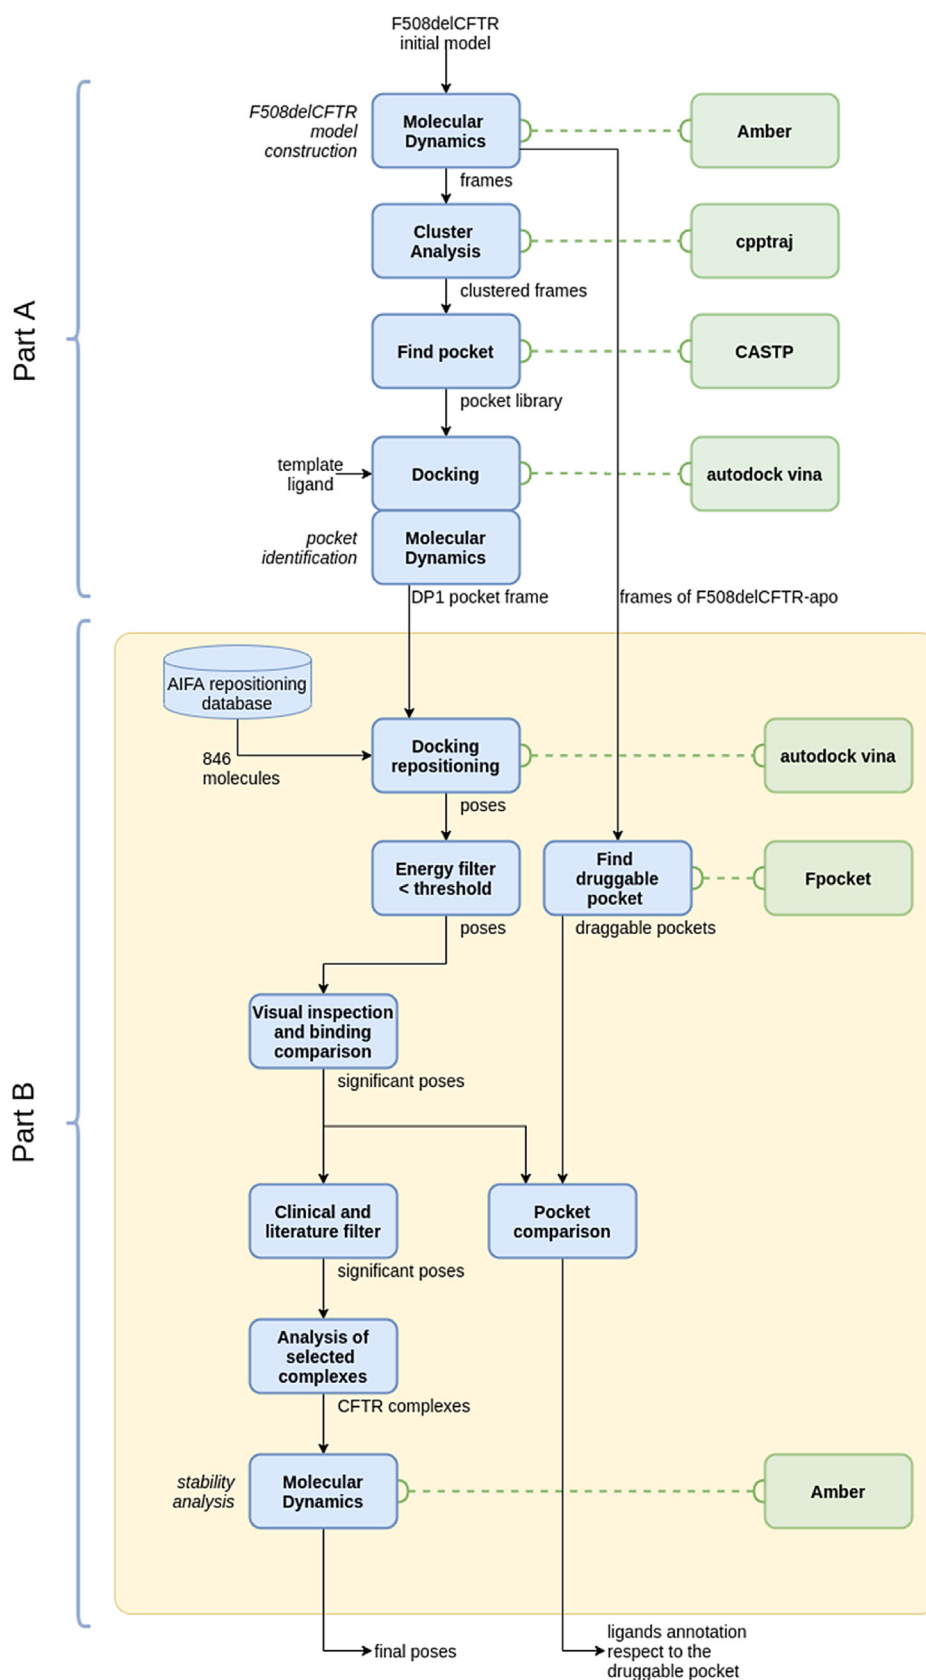 F508delCFTR
initial model
Part A
F508delCFTR
model
construction
Molecular
Dynamics
Amber
frames
Cluster
Analysis
cpptraj
clustered frames
Find pocket
CASTP
pocket library
template
ligand
Docking
autodock vina
pocket
identification
Molecular
Dynamics
DP1 pocket frame
frames of F508delCFTR-apo
Part B
AIFA repositioning
database
846
molecules
Docking
repositioning
autodock vina
poses
Energy filter
< threshold
Find
druggable
pocket
Fpocket
poses
draggable pockets
Visual inspection
and binding
comparison
significant poses
Clinical and
literature filter
Pocket
comparison
significant poses
Analysis of
selected
complexes
CFTR complexes
stability
analysis
Molecular
Dynamics
Amber
final poses
ligands annotation
respect to the
druggable pocket